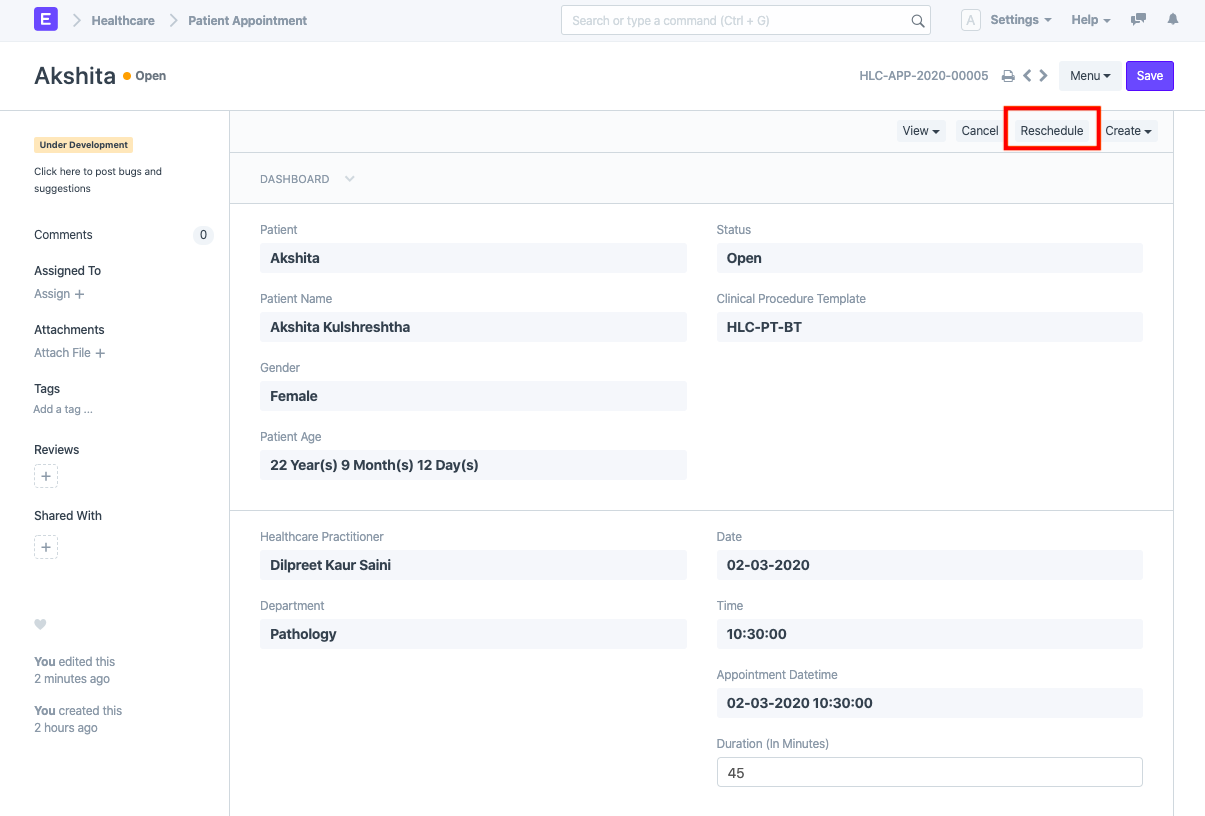 E Healthcare Patient Appointment Search or type a command (Ctrl + G) A Settings Help
Akshita Open HLC-APP-2020-00005 Menu Save
View Cancel Reschedule Create
Under Development
Click here to post bugs and
suggestions
Comments 0
Assigned To
Assign +
Attachments
Attach File +
Tags
Add a tag ...
Reviews
+
Shared With
+
You edited this
2 minutes ago
You created this
2 hours ago
DASHBOARD
Patient
Akshita
Patient Name
Akshita Kulshreshtha
Gender
Female
Patient Age
22 Year(s) 9 Month(s) 12 Day(s)
Status
Open
Clinical Procedure Template
HLC-PT-BT
Healthcare Practitioner
Dilpreet Kaur Saini
Department
Pathology
Date
02-03-2020
Time
10:30:00
Appointment Datetime
02-03-2020 10:30:00
Duration (In Minutes)
45